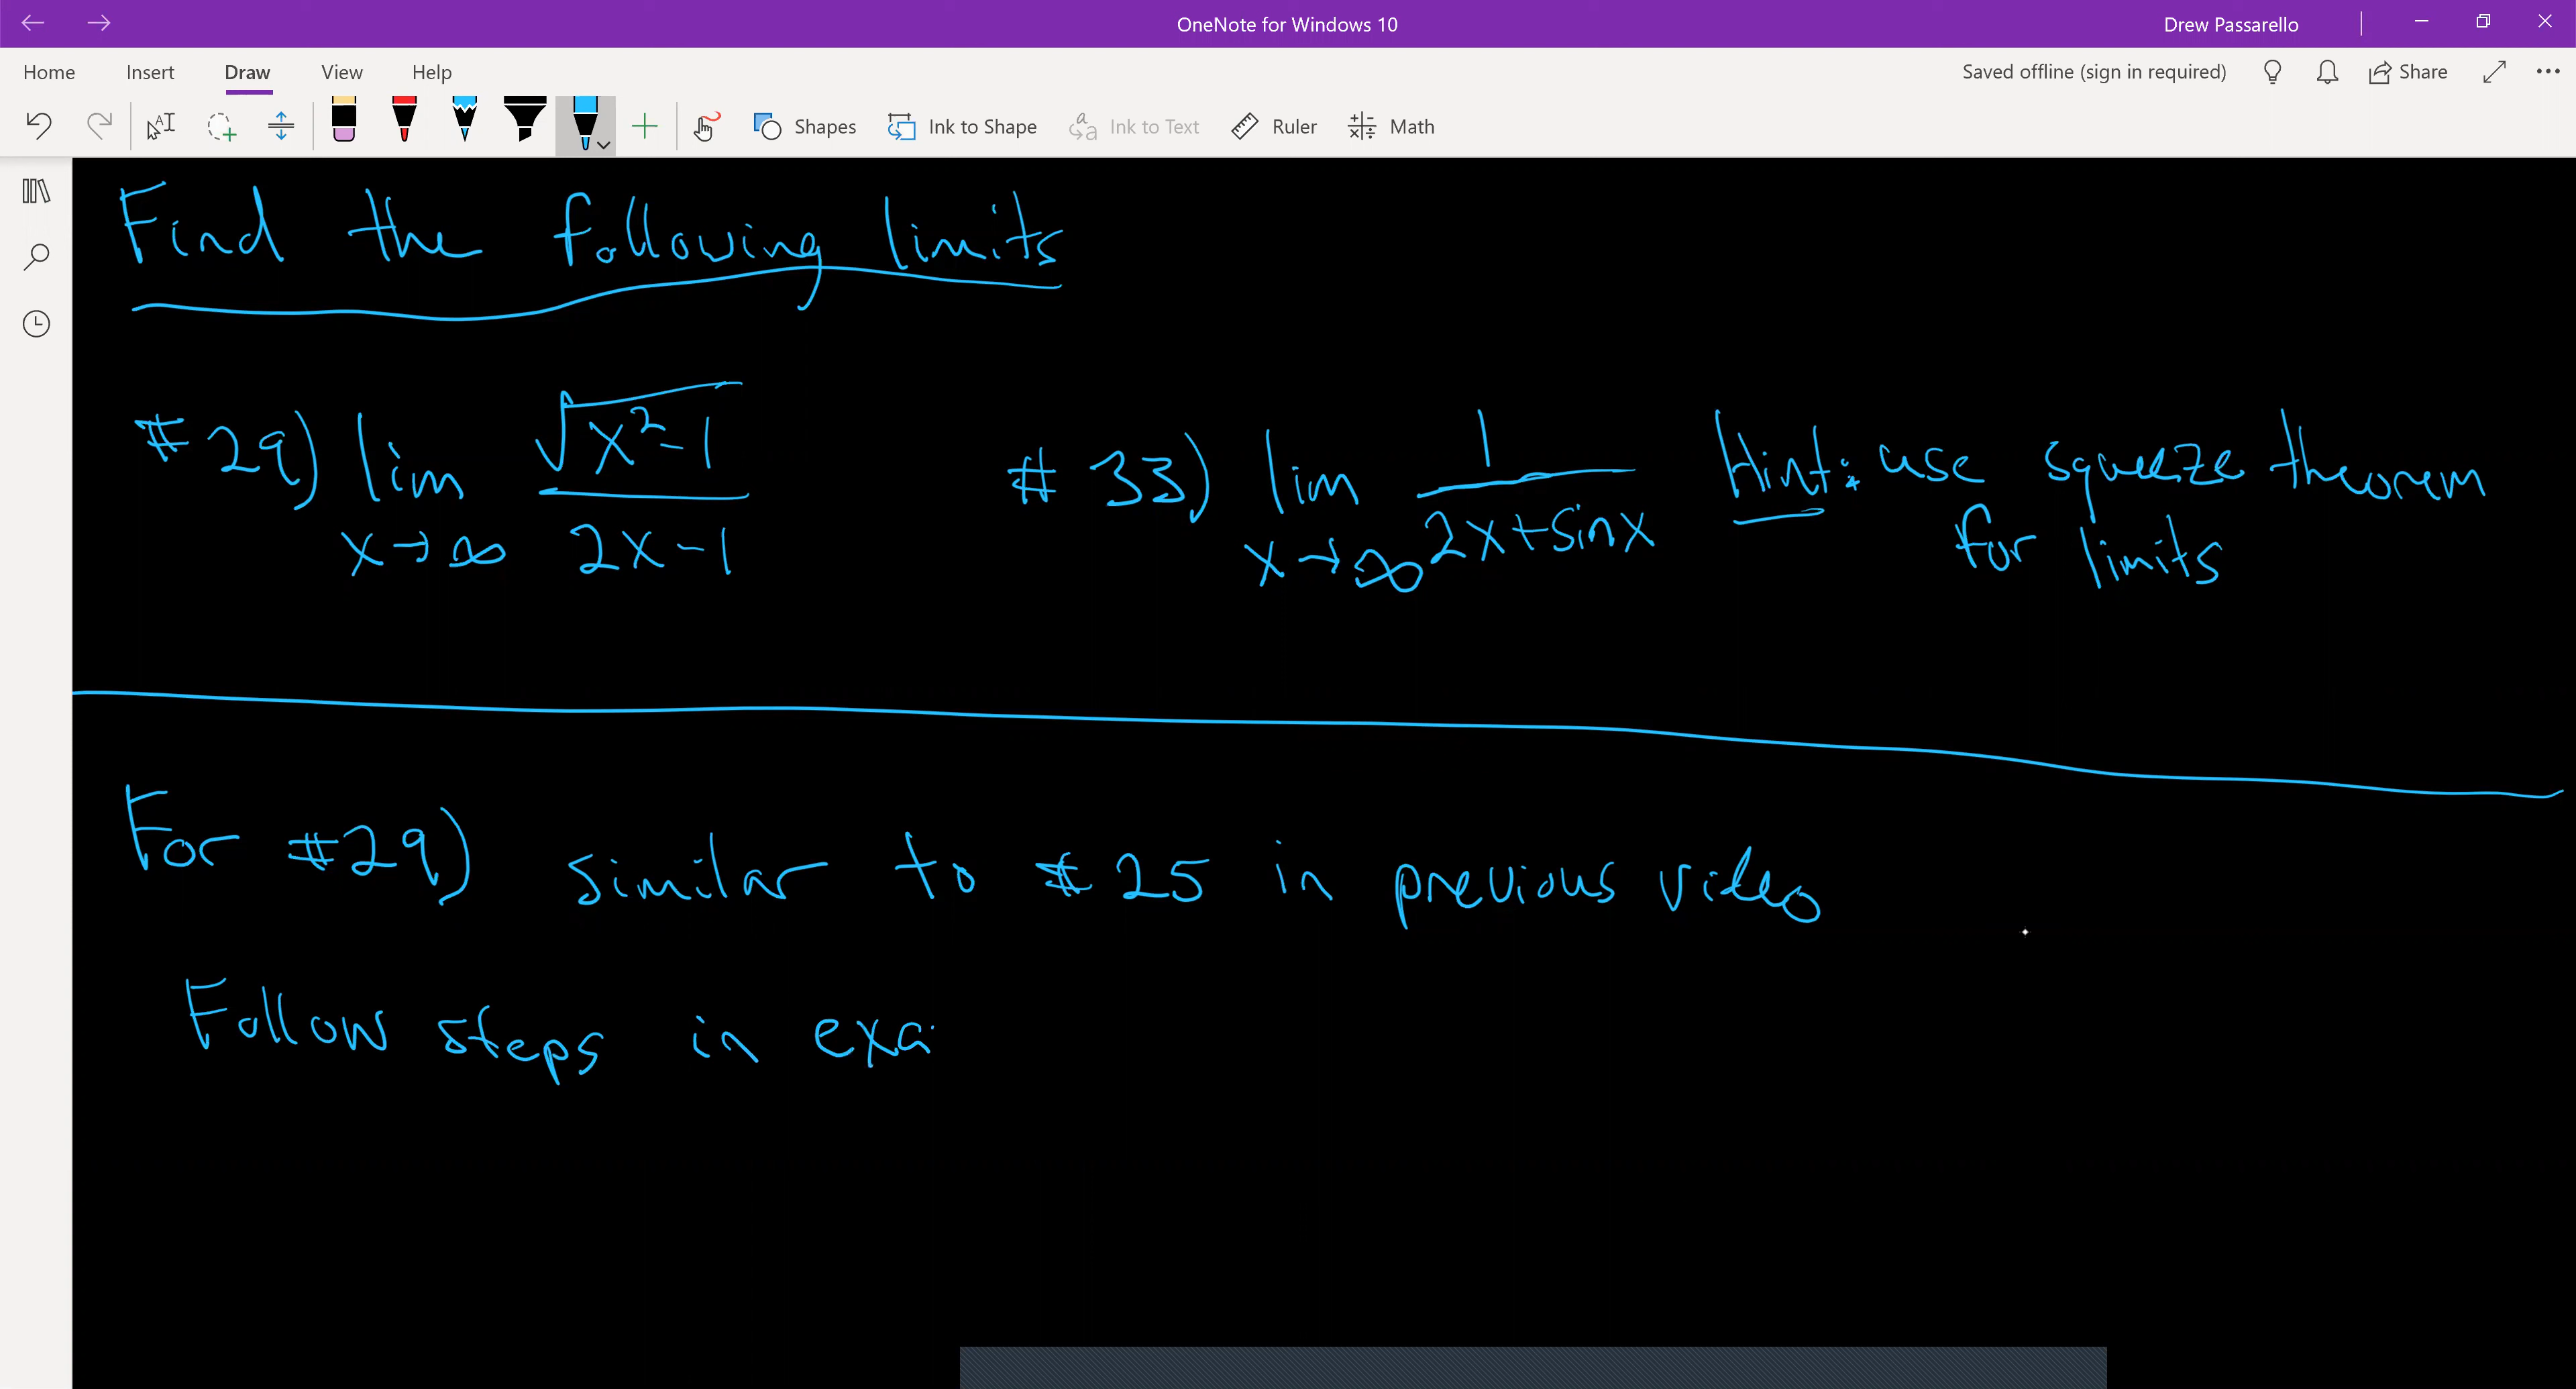 OneNote for Windows 10
Drew Passarello
Home Insert Draw View Help
Saved offline (sign in required) Share
Shapes Ink to Shape Ink to Text Ruler Math
Find the following limits
#29) lim x→∞ √(x²-1) / (2x-1)
#33) lim x→∞ 1 / (2x+sinx)
Hint: use squeeze theorem
for limits
For #29) similar to #25 in previous video
Follow steps in exa